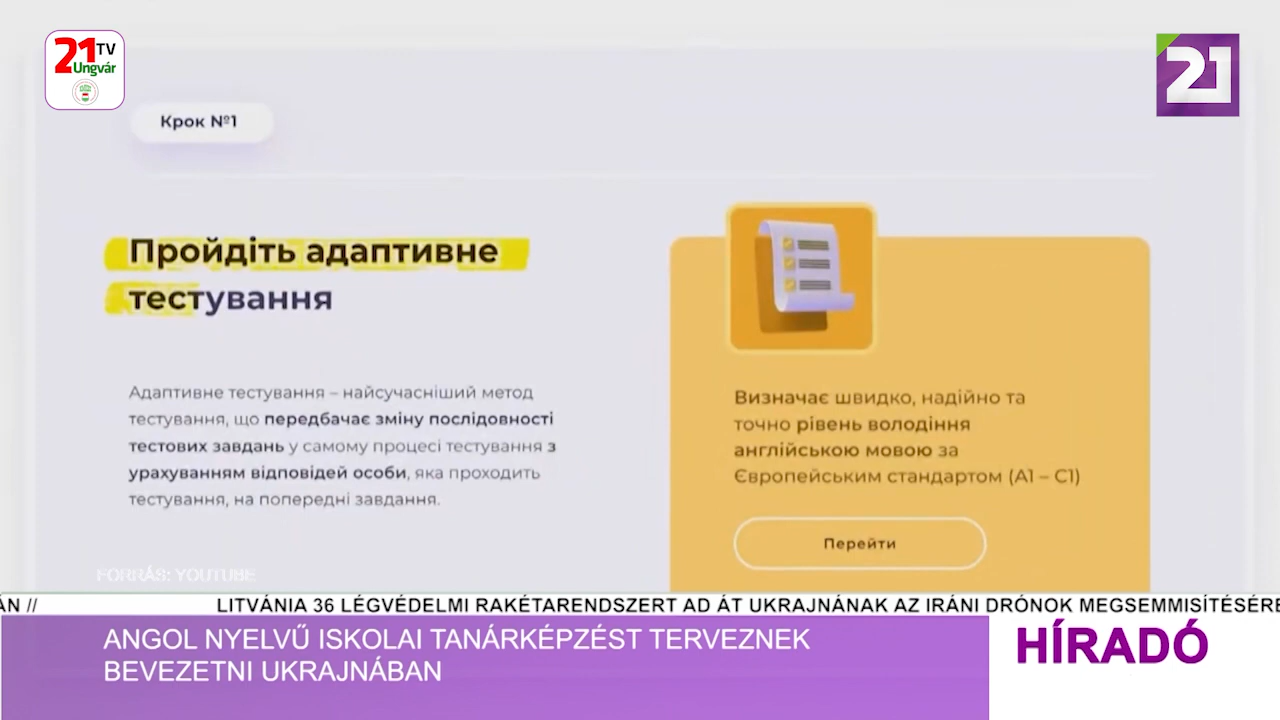 21 TV
Ungvár
21
Крок №1
Пройдіть адаптивне
тестування
Адаптивне тестування – найсучасніший метод
тестування, що передбачає зміну послідовності
тестових завдань у самому процесі тестування з
урахуванням відповідей особи, яка проходить
тестування, на попередні завдання.
Визначає швидко, надійно та
точно рівень володіння
англійською мовою за
Європейським стандартом (А1 – С1)
Перейти
FORRÁS: YOUTUBE
ÁN // LITVÁNIA 36 LÉGVÉDELMI RAKÉTARENDSZERT AD ÁT UKRAJNÁNAK AZ IRÁNI DRÓNOK MEGSEMMISÍTÉSÉRE
ANGOL NYELVŰ ISKOLAI TANÁRKÉPZÉST TERVEZNEK
BEVEZETNI UKRAJNÁBAN
HÍRADÓ